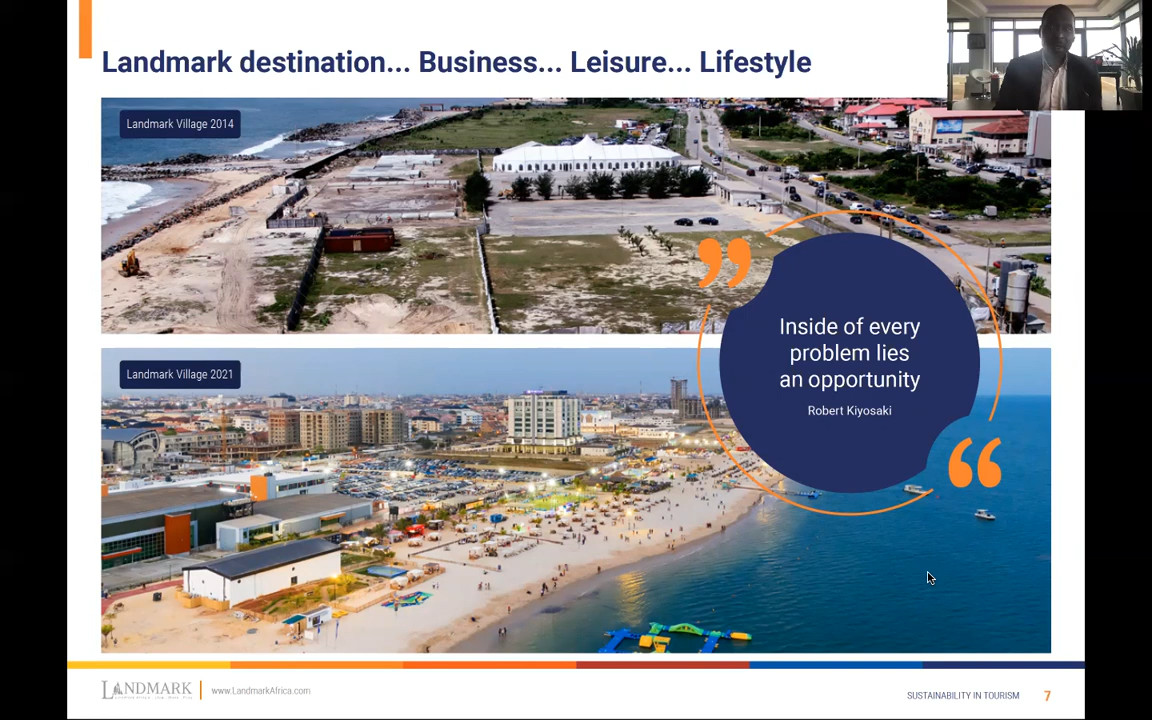 Landmark destination... Business... Leisure... Lifestyle
Landmark Village 2014
Inside of every
problem lies
an opportunity
Robert Kiyosaki
Landmark Village 2021
LANDMARK
www.LandmarkAfrica.com
SUSTAINABILITY IN TOURISM
7